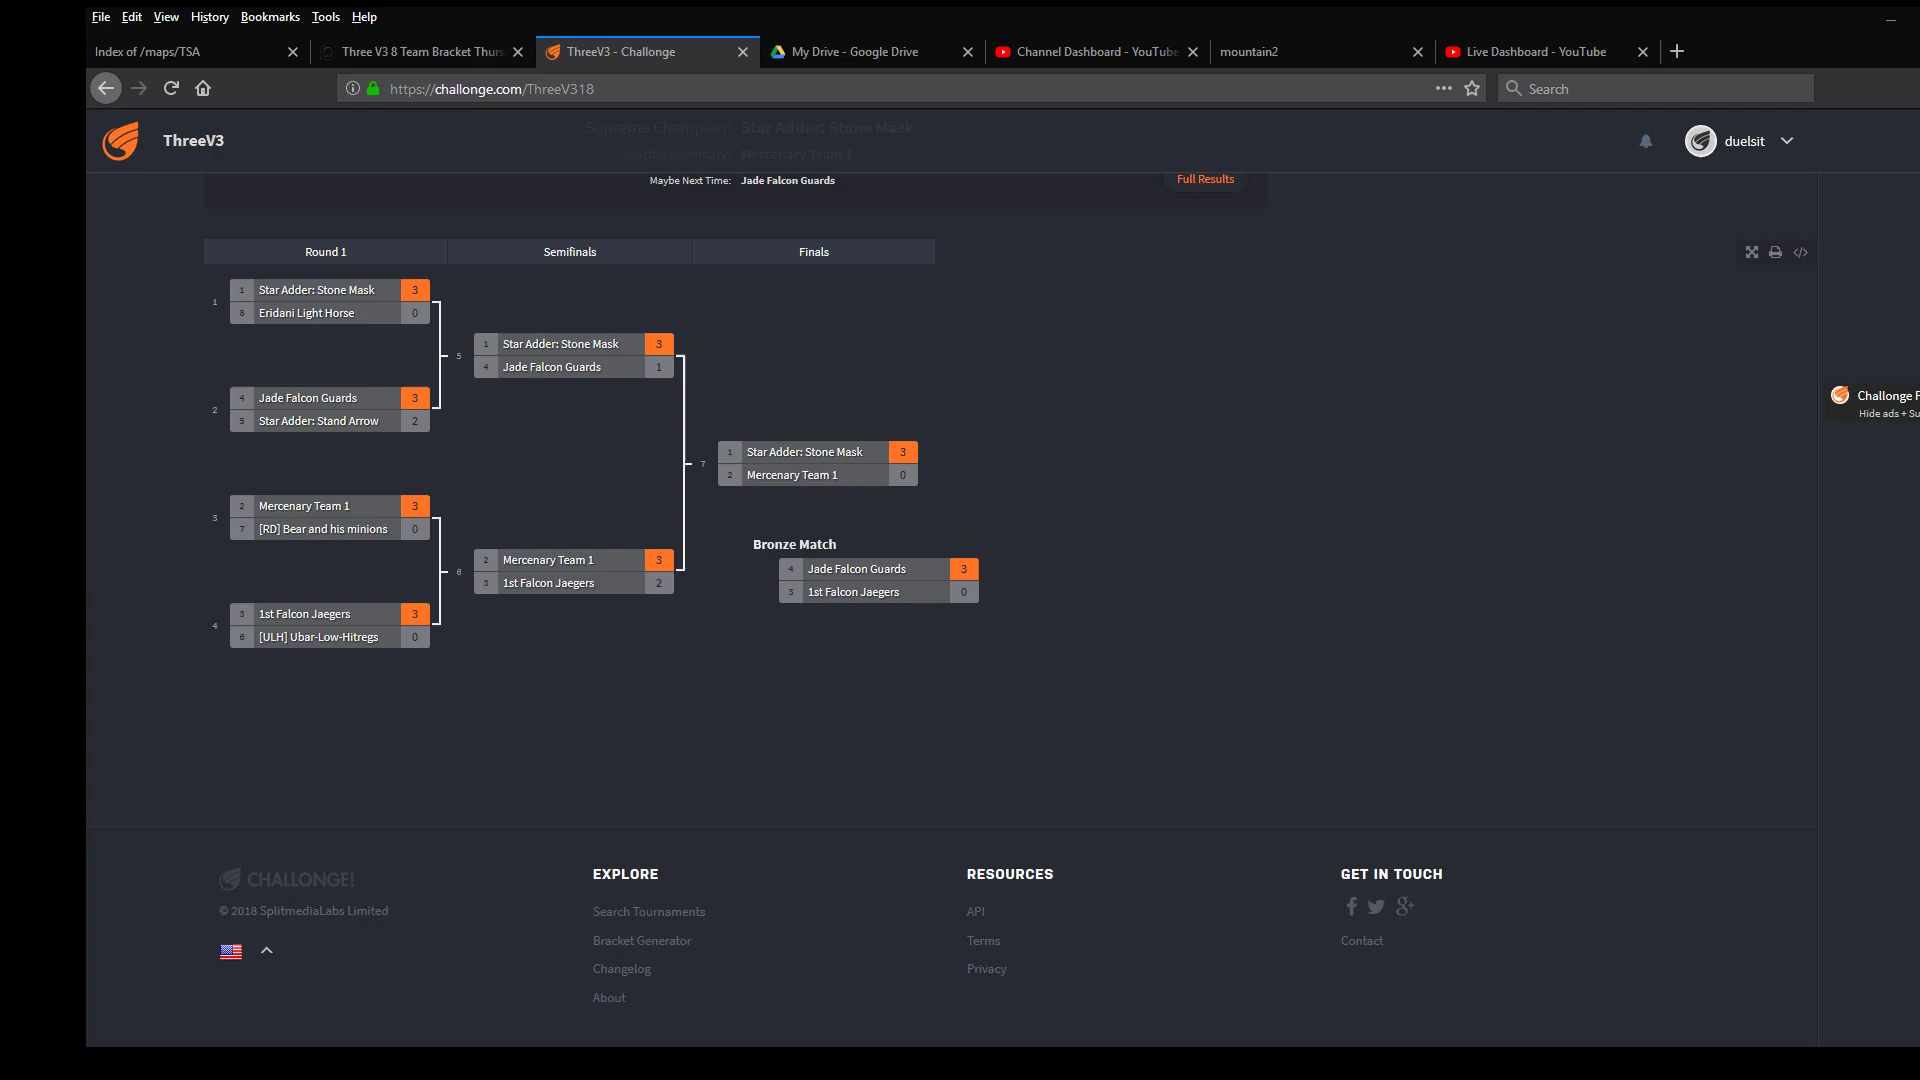 File Edit View History Bookmarks Tools Help
Index of /maps/TSA Three V3 8 Team Bracket Thurs ThreeV3 - Challonge My Drive - Google Drive Channel Dashboard - YouTube mountain2 Live Dashboard - YouTube
https://challonge.com/ThreeV318 Search
ThreeV3 duelsit
Supreme Champion: Star Adder: Stone Mask
Worthy Adversary: Mercenary Team 1
Maybe Next Time: Jade Falcon Guards Full Results
Round 1 Semifinals Finals
1 1 Star Adder: Stone Mask 3
8 Eridani Light Horse 0
2 4 Jade Falcon Guards 3
5 Star Adder: Stand Arrow 2
3 2 Mercenary Team 1 3
7 [RD] Bear and his minions 0
4 3 1st Falcon Jaegers 3
6 [ULH] Ubar-Low-Hitregs 0
5 1 Star Adder: Stone Mask 3
4 Jade Falcon Guards 1
6 2 Mercenary Team 1 3
3 1st Falcon Jaegers 2
7 1 Star Adder: Stone Mask 3
2 Mercenary Team 1 0
Bronze Match
4 Jade Falcon Guards 3
3 1st Falcon Jaegers 0
Challonge
Hide ads + Su
CHALLONGE!
© 2018 SplitmediaLabs Limited
EXPLORE
Search Tournaments
Bracket Generator
Changelog
About
RESOURCES
API
Terms
Privacy
GET IN TOUCH
Contact